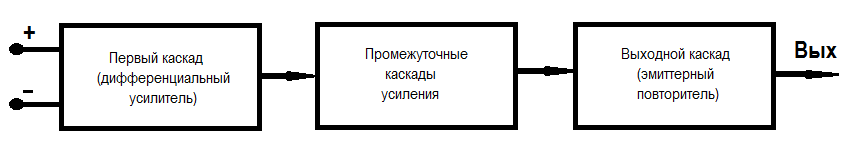 +
–
Первый каскад
(дифференциальный
усилитель)
Промежуточные
каскады
усиления
Выходной каскад
(эмиттерный
повторитель)
Вых